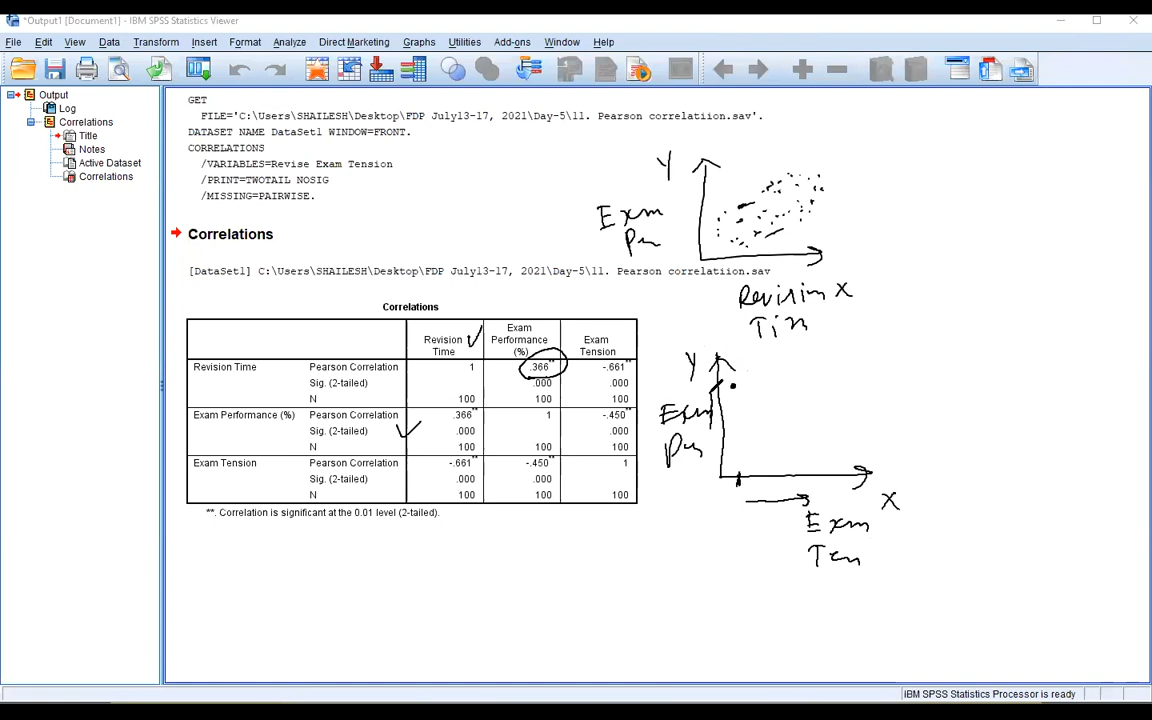 *Output1 [Document1] - IBM SPSS Statistics Viewer
File Edit View Data Transform Insert Format Analyze Direct Marketing Graphs Utilities Add-ons Window Help
Output
Log
Correlations
Title
Notes
Active Dataset
Correlations
GET
FILE='C:\Users\SHAILESH\Desktop\FDP July13-17, 2021\Day-5\11. Pearson correlatiion.sav'.
DATASET NAME DataSet1 WINDOW=FRONT.
CORRELATIONS
/VARIABLES=Revise Exam Tension
/PRINT=TWOTAIL NOSIG
/MISSING=PAIRWISE.
Correlations
[DataSet1] C:\Users\SHAILESH\Desktop\FDP July13-17, 2021\Day-5\11. Pearson correlatiion.sav
Correlations
Revision Time Exam Performance (%) Exam Tension
Revision Time Pearson Correlation 1 .366** -.661**
Sig. (2-tailed) .000 .000
N 100 100 100
Exam Performance (%) Pearson Correlation .366** 1 -.450**
Sig. (2-tailed) .000 .000
N 100 100 100
Exam Tension Pearson Correlation -.661** -.450** 1
Sig. (2-tailed) .000 .000
N 100 100 100
**. Correlation is significant at the 0.01 level (2-tailed).
Y
Exm
Per
Revision X
Y
Exm
X
Exm
Ten
IBM SPSS Statistics Processor is ready